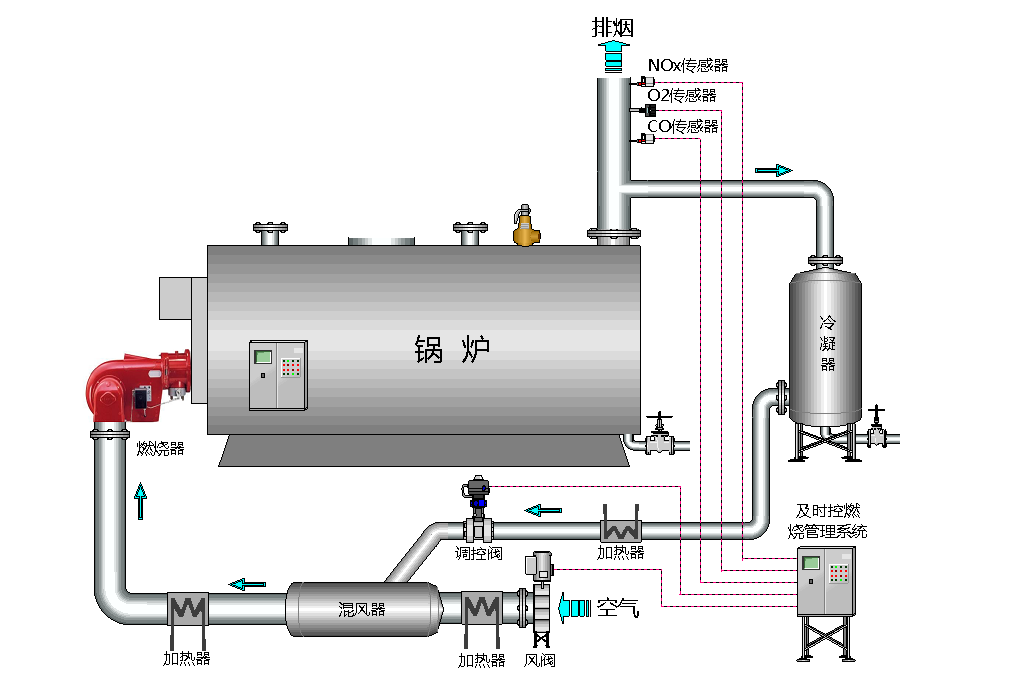 排烟
NOx传感器
O2传感器
CO传感器
冷
凝
器
锅 炉
燃烧器
及时控燃
烧管理系统
调控阀
加热器
混风器
空气
加热器
加热器
风阀